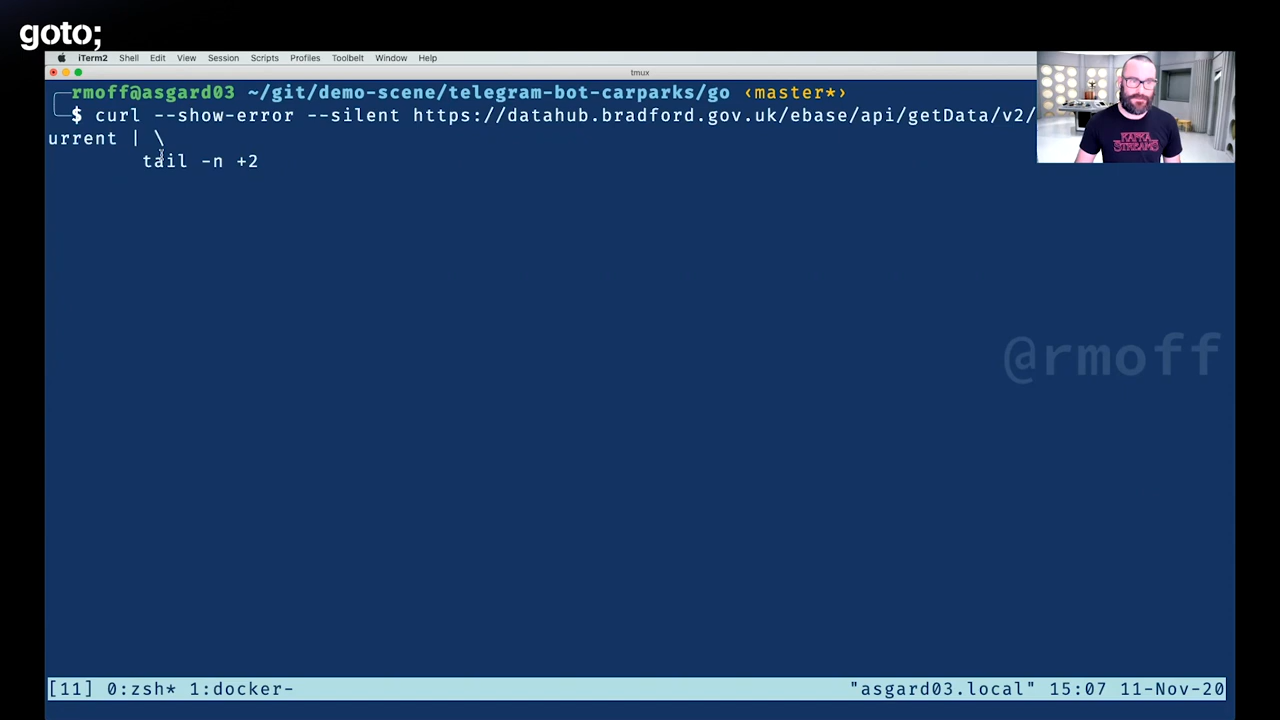 goto;
iTerm2 Shell Edit View Session Scripts Profiles Toolbelt Window Help
tmux
rmoff@asgard03 ~/git/demo-scene/telegram-bot-carparks/go ‹master*›
$ curl --show-error --silent https://datahub.bradford.gov.uk/ebase/api/getData/v2/
urrent | \
tail -n +2
KAFKA
STREAMS
@rmoff
[11] 0:zsh* 1:docker- "asgard03.local" 15:07 11-Nov-20